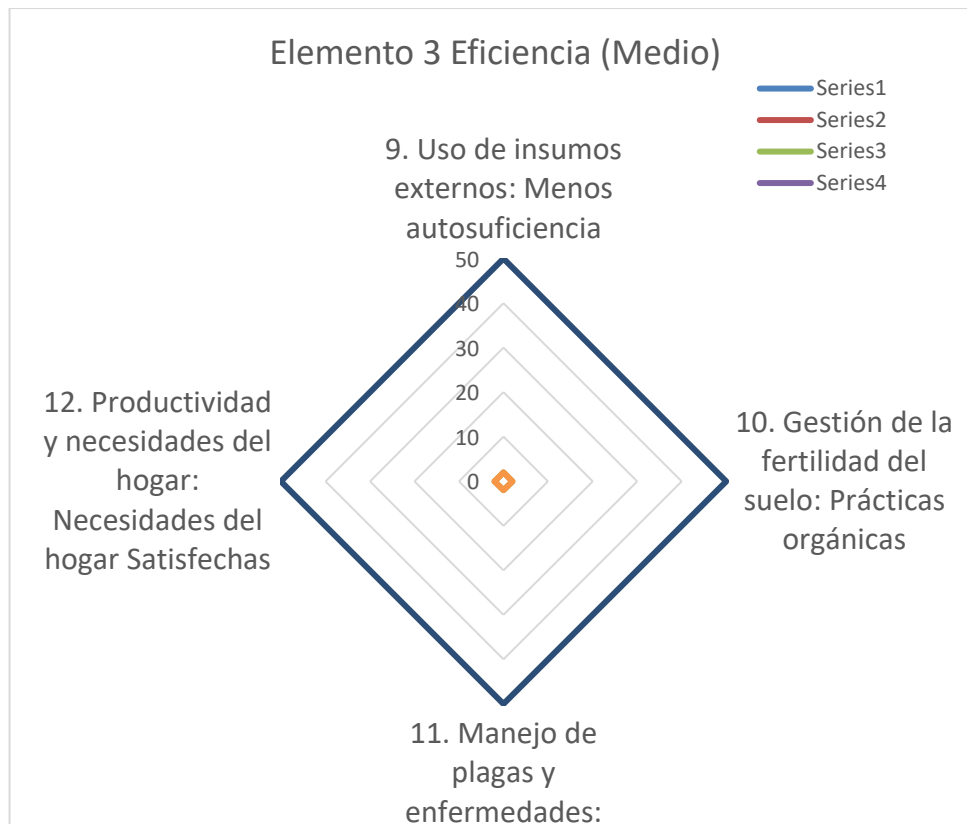 Elemento 3 Eficiencia (Medio)
Series1
Series2
Series3
Series4
9. Uso de insumos
externos: Menos
autosuficiencia
50
40
30
20
10
0
10. Gestión de la
fertilidad del
suelo: Prácticas
orgánicas
11. Manejo de
plagas y
enfermedades:
12. Productividad
y necesidades del
hogar:
Necesidades del
hogar Satisfechas